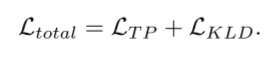 ℒ_total = ℒ_TP + ℒ_KLD.